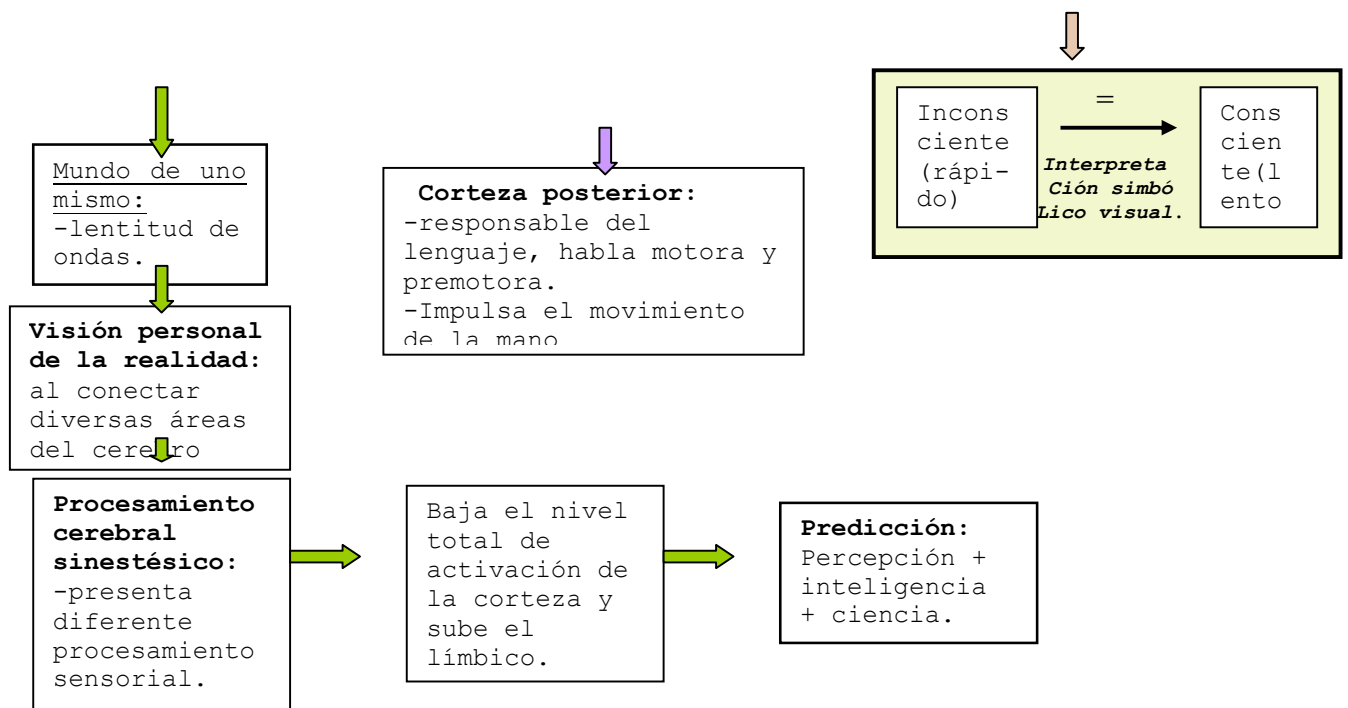 Mundo de uno
mismo:
-lentitud de
ondas.
Visión personal
de la realidad:
al conectar
diversas áreas
del cerebro
Procesamiento
cerebral
sinestésico:
-presenta
diferente
procesamiento
sensorial.
Corteza posterior:
-responsable del
lenguaje, habla motora y
premotora.
-Impulsa el movimiento
de la mano
Baja el nivel
total de
activación de
la corteza y
sube el
límbico.
Predicción:
Percepción +
inteligencia
+ ciencia.
Incons
ciente
(rápi-
do)
=
Interpreta
Ción simbó
Lico visual.
Cons
cien
te(l
ento